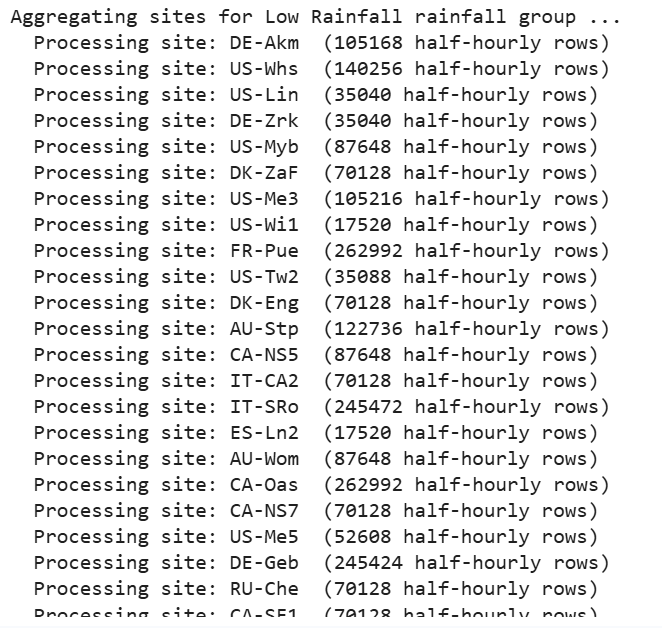 Aggregating sites for Low Rainfall rainfall group ...
Processing site: DE-Akm (105168 half-hourly rows)
Processing site: US-Whs (140256 half-hourly rows)
Processing site: US-Lin (35040 half-hourly rows)
Processing site: DE-Zrk (35040 half-hourly rows)
Processing site: US-Myb (87648 half-hourly rows)
Processing site: DK-ZaF (70128 half-hourly rows)
Processing site: US-Me3 (105216 half-hourly rows)
Processing site: US-Wi1 (17520 half-hourly rows)
Processing site: FR-Pue (262992 half-hourly rows)
Processing site: US-Tw2 (35088 half-hourly rows)
Processing site: DK-Eng (70128 half-hourly rows)
Processing site: AU-Stp (122736 half-hourly rows)
Processing site: CA-NS5 (87648 half-hourly rows)
Processing site: IT-CA2 (70128 half-hourly rows)
Processing site: IT-SRo (245472 half-hourly rows)
Processing site: ES-Ln2 (17520 half-hourly rows)
Processing site: AU-Wom (87648 half-hourly rows)
Processing site: CA-Oas (262992 half-hourly rows)
Processing site: CA-NS7 (70128 half-hourly rows)
Processing site: US-Me5 (52608 half-hourly rows)
Processing site: DE-Geb (245424 half-hourly rows)
Processing site: RU-Che (70128 half-hourly rows)
Processing site: CA-SF1 (70128 half-hourly rows)